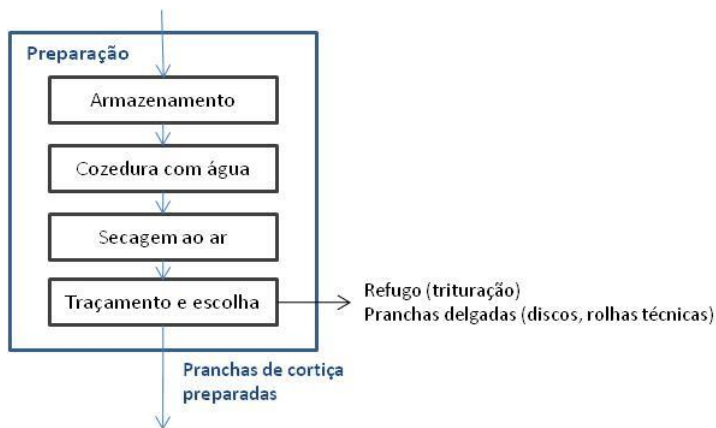 Preparação
Armazenamento
Cozedura com água
Secagem ao ar
Traçamento e escolha
Refugo (trituração)
Pranchas delgadas (discos, rolhas técnicas)
Pranchas de cortiça
preparadas